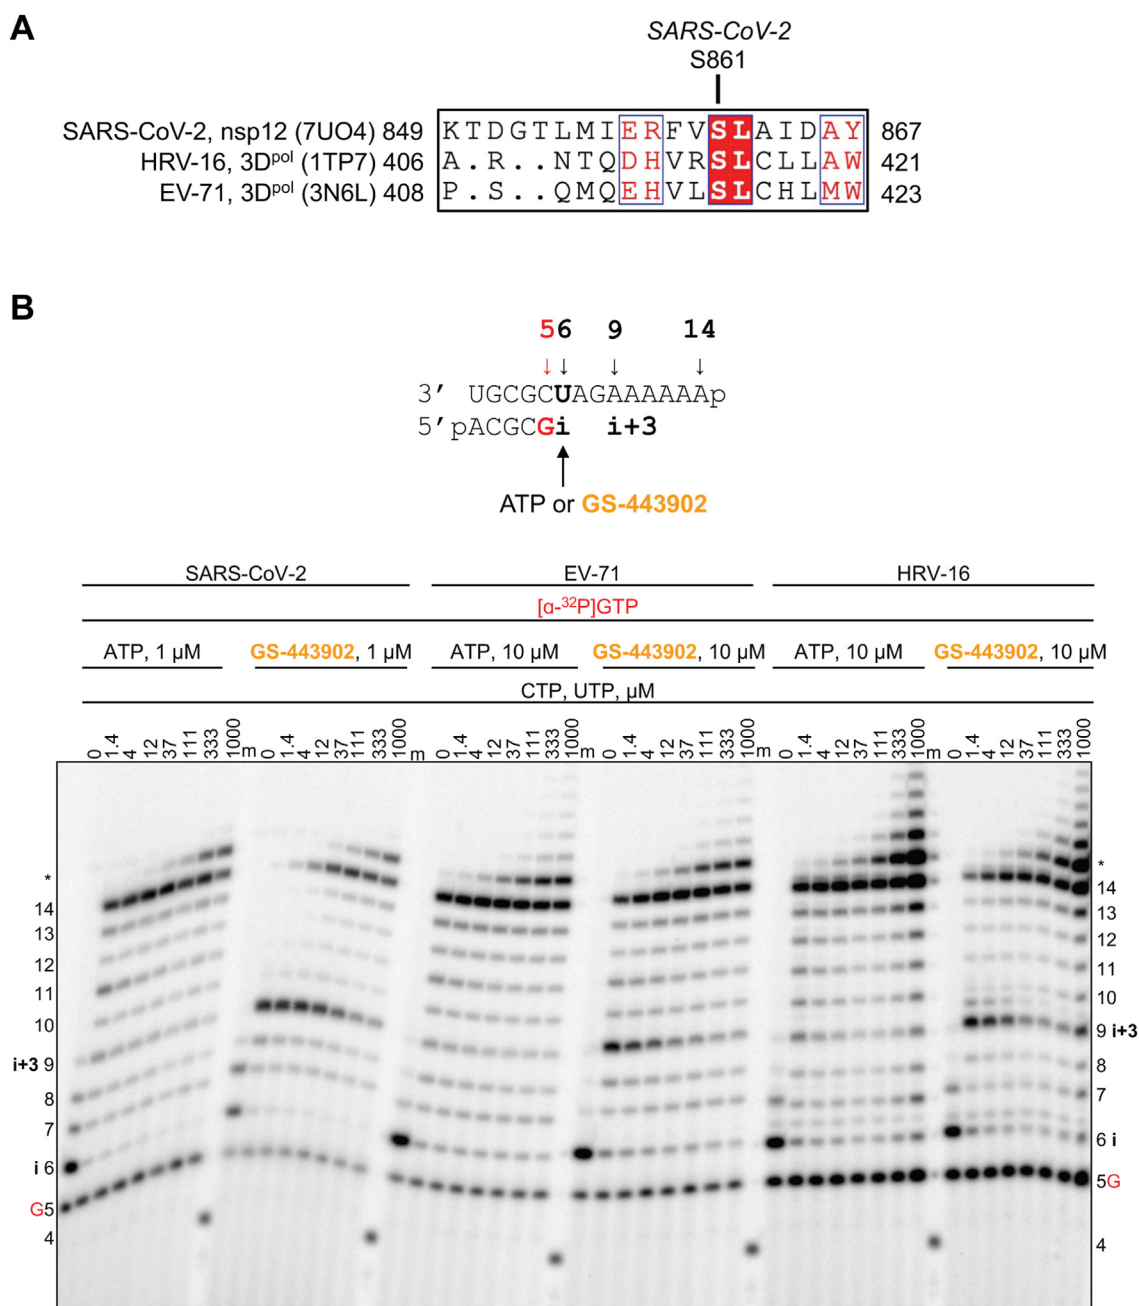 A
SARS-CoV-2
S861
SARS-CoV-2, nsp12 (7UO4) 849 KTDGTLMIERFVSLAIDAY 867
HRV-16, 3Dpol (1TP7) 406 A.R..NTQDHVRSLCLLAW 421
EV-71, 3Dpol (3N6L) 408 P.S..QMQEHVLSLCHLMW 423
B
56 9 14
↓↓ ↓ ↓
3′ UGCGCUAGAAAAAAp
5′pACGCGi i+3
ATP or GS-443902
SARS-CoV-2 EV-71 HRV-16
[α-32P]GTP
ATP, 1 µM GS-443902, 1 µM ATP, 10 µM GS-443902, 10 µM ATP, 10 µM GS-443902, 10 µM
CTP, UTP, µM
0 1.4 4 12 37 111 333 1000 m 0 1.4 4 12 37 111 333 1000 m 0 1.4 4 12 37 111 333 1000 m 0 1.4 4 12 37 111 333 1000 m 0 1.4 4 12 37 111 333 1000 m 0 1.4 4 12 37 111 333 1000
* *
14 14
13 13
12 12
11 11
10 10
i+3 9 9 i+3
8 8
7 7
i 6 6 i
G5 5G
4 4